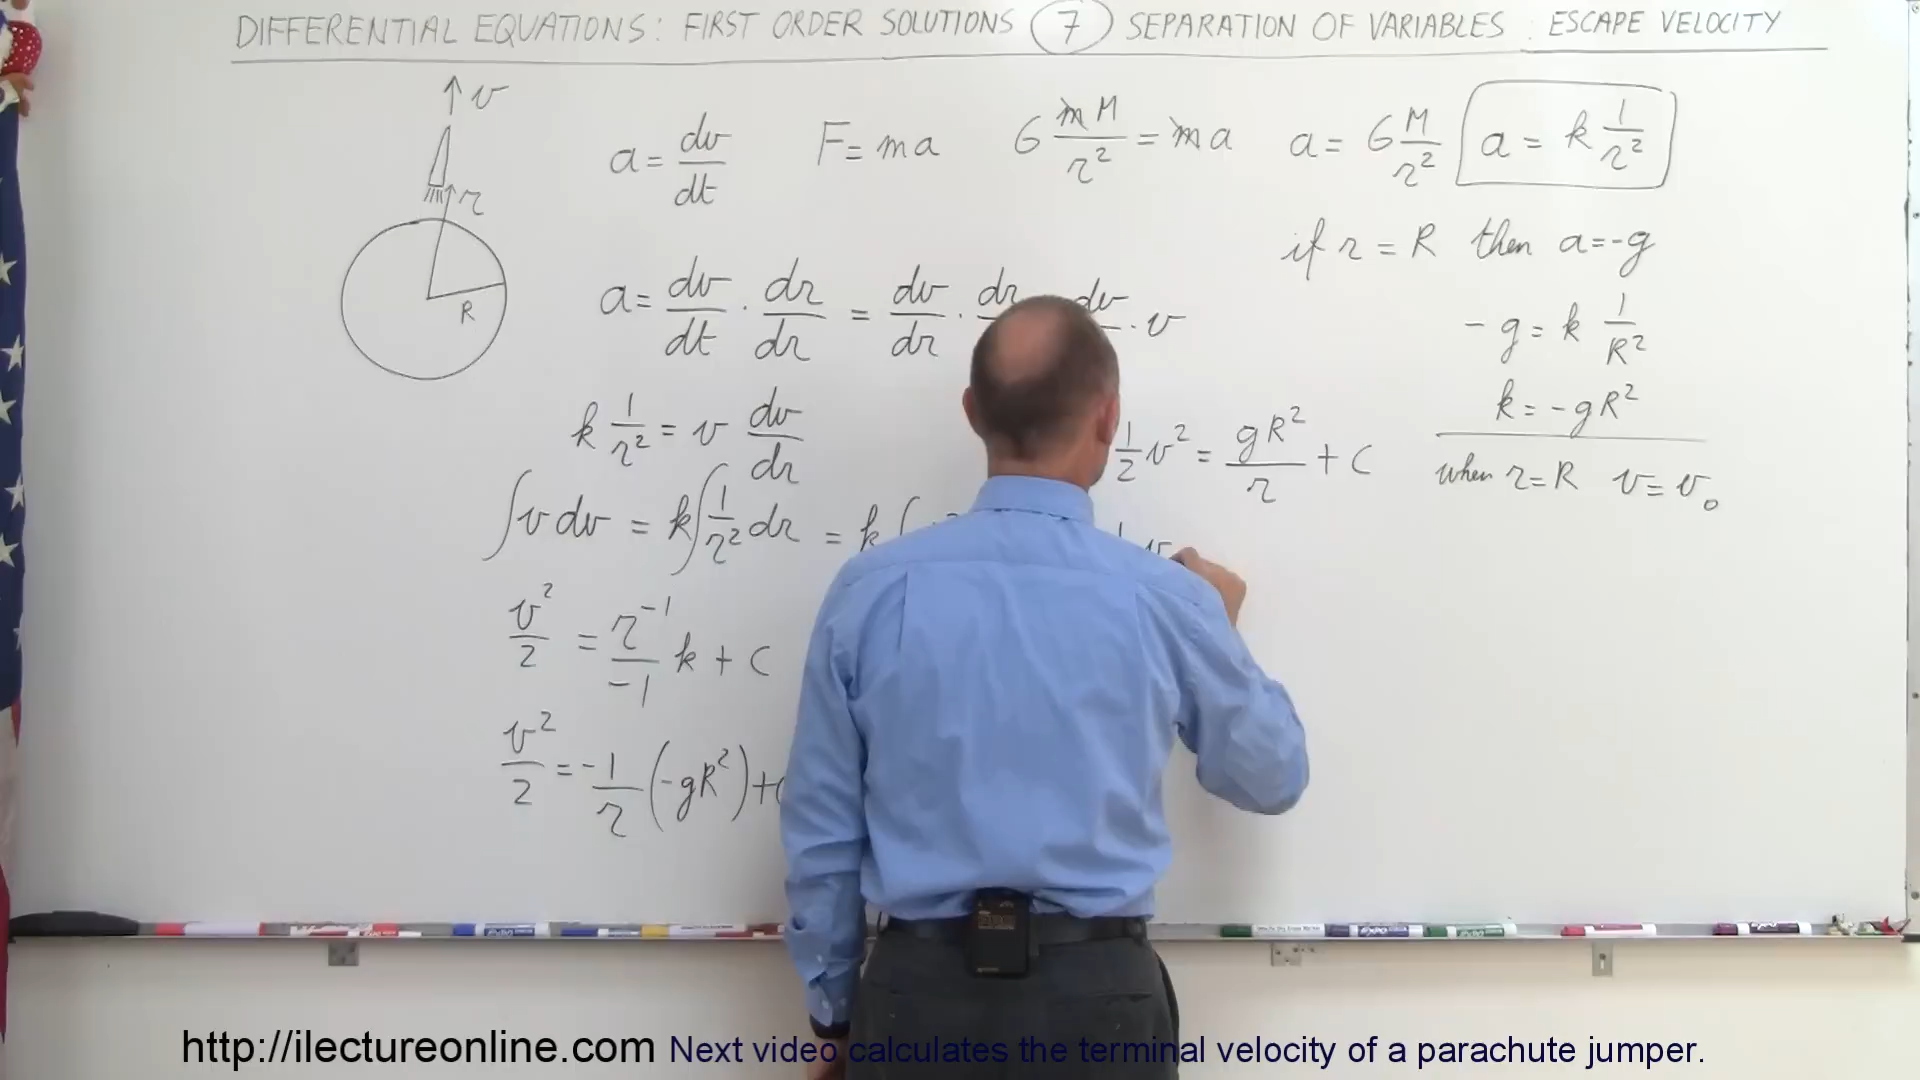 DIFFERENTIAL EQUATIONS: FIRST ORDER SOLUTIONS 7 SEPARATION OF VARIABLES : ESCAPE VELOCITY
↑ v
r
R
a = dv/dt F = ma G mM/r² = ma a = G M/r² a = k 1/r²
if r = R then a = -g
a = dv/dt · dr/dr = dv/dr · dr dv · v
- g = k 1/R²
k = -gR²
k 1/r² = v dv/dr
1/2 v² = gR²/r + C
when r = R v = v₀
∫v dv = k∫1/r² dr = k∫
v²/2 = r⁻¹/-1 k + C
v²/2 = -1/r (-gR²) + C
http://ilectureonline.com Next video calculates the terminal velocity of a parachute jumper.